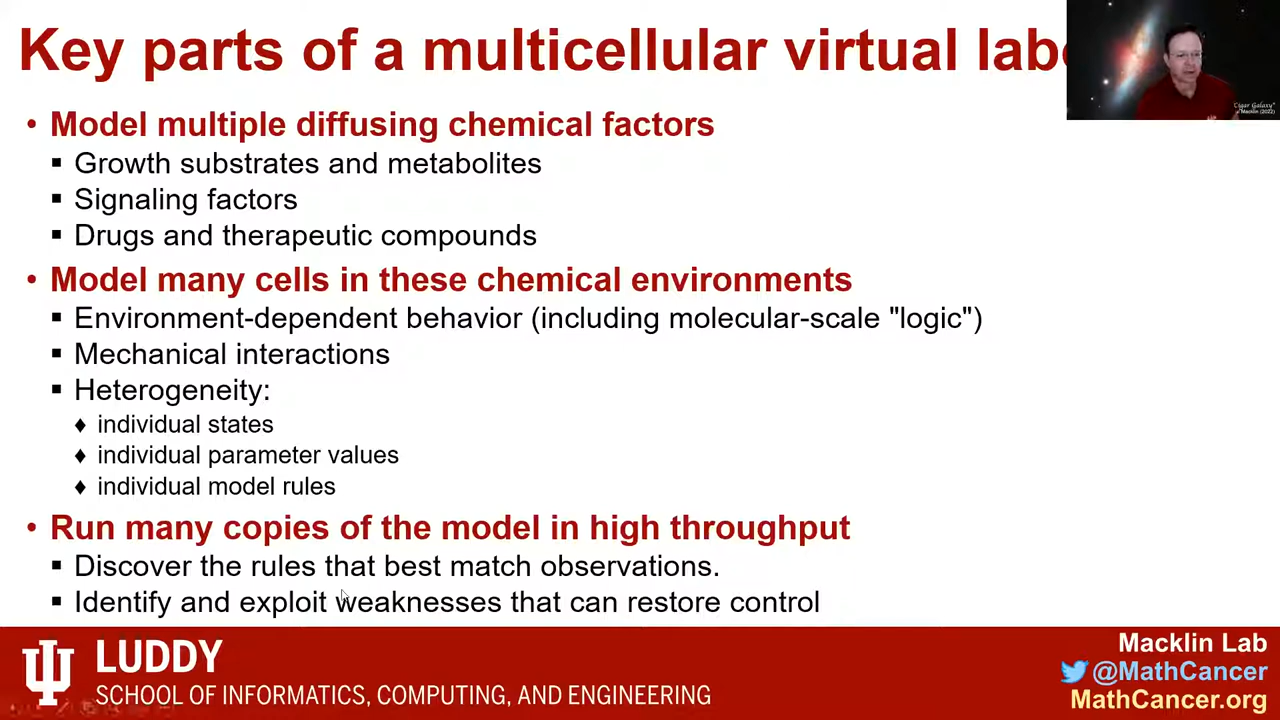 Key parts of a multicellular virtual
• Model multiple diffusing chemical factors
▪ Growth substrates and metabolites
▪ Signaling factors
▪ Drugs and therapeutic compounds
• Model many cells in these chemical environments
▪ Environment-dependent behavior (including molecular-scale "logic")
▪ Mechanical interactions
▪ Heterogeneity:
♦ individual states
♦ individual parameter values
♦ individual model rules
• Run many copies of the model in high throughput
▪ Discover the rules that best match observations.
▪ Identify and exploit weaknesses that can restore control
"Cigar Galaxy"
Macklin (2022)
LUDDY
SCHOOL OF INFORMATICS, COMPUTING, AND ENGINEERING
Macklin Lab
@MathCancer
MathCancer.org